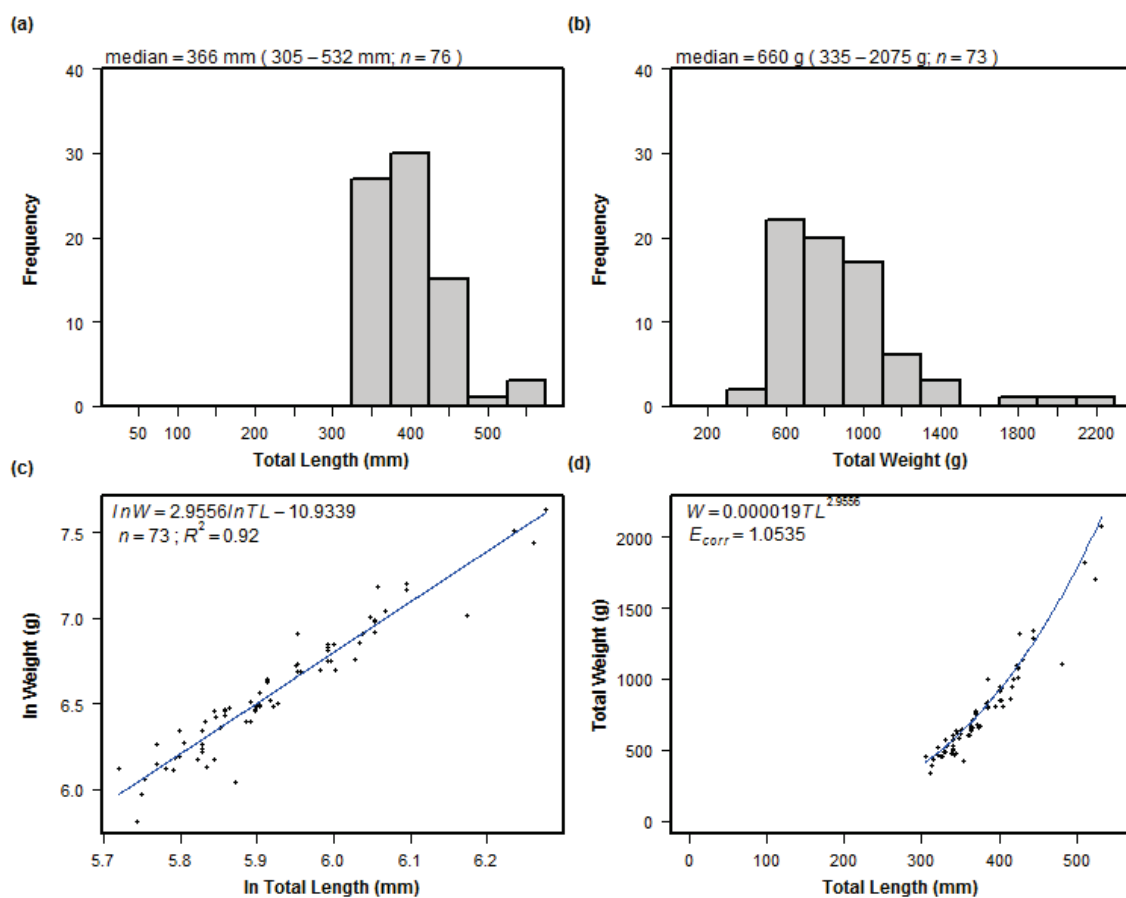 (a)
median = 366 mm ( 305 – 532 mm; n = 76 )
40
30
20
10
0
Frequency
50 100 300 400 500
Total Length (mm)
(b)
median = 660 g ( 335 – 2075 g; n = 73 )
40
30
20
10
0
Frequency
200 600 1000 1400 1800 2200
Total Weight (g)
(c)
lnW = 2.9556lnTL – 10.9339
n = 73 ; R² = 0.92
7.5
7.0
6.5
6.0
ln Weight (g)
5.7 5.8 5.9 6.0 6.1 6.2
ln Total Length (mm)
(d)
W = 0.000019TL^2.9556
E_corr = 1.0535
2000
1500
1000
500
0
Total Weight (g)
0 100 200 300 400 500
Total Length (mm)